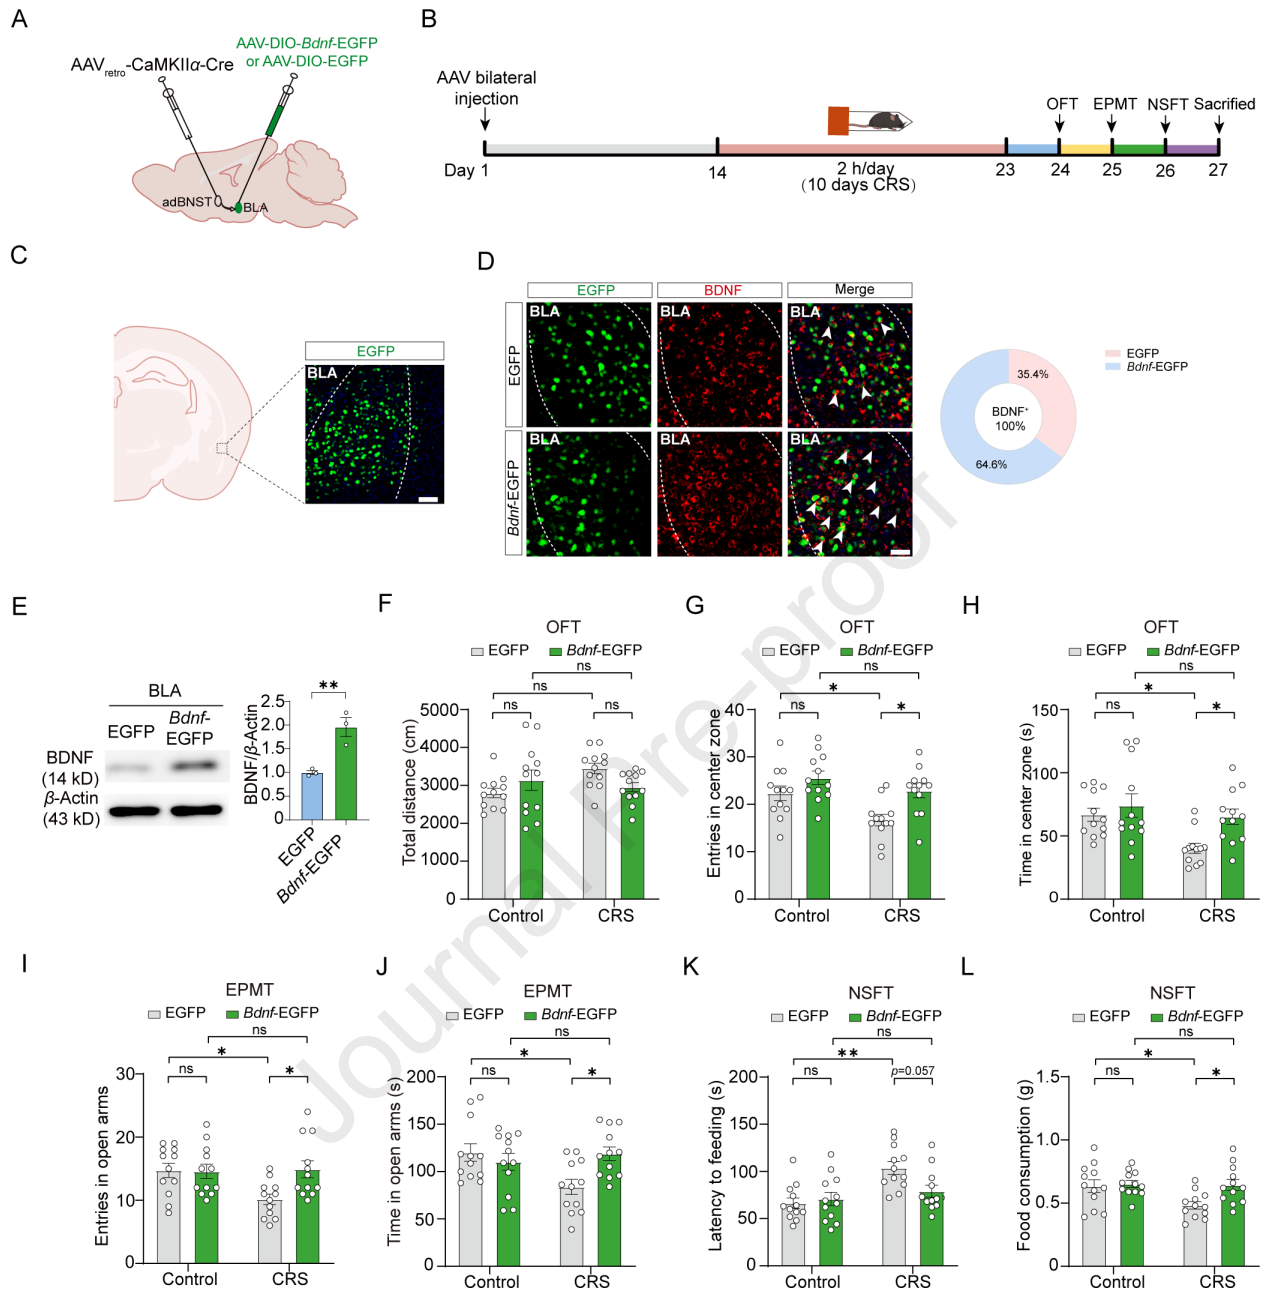 A
AAVretro-CaMKIIα-Cre
AAV-DIO-Bdnf-EGFP
or AAV-DIO-EGFP
adBNST
BLA
B
AAV bilateral
injection
OFT
EPMT
NSFT
Sacrified
Day 1
14
2 h/day
(10 days CRS)
23
24
25
26
27
C
EGFP
BLA
D
EGFP
BDNF
Merge
EGFP
BLA
BLA
BLA
Bdnf-EGFP
BLA
BLA
BLA
35.4%
64.6%
BDNF+
100%
EGFP
Bdnf-EGFP
E
BLA
EGFP
Bdnf-
EGFP
BDNF
(14 kD)
β-Actin
(43 kD)
BDNF/β-Actin
2.5
2.0
1.5
1.0
0.5
0
**
EGFP
Bdnf-EGFP
F
OFT
EGFP
Bdnf-EGFP
ns
ns
ns
ns
Total distance (cm)
5000
4000
3000
2000
1000
0
Control
CRS
G
OFT
EGFP
Bdnf-EGFP
ns
*
ns
*
Entries in center zone
40
30
20
10
0
Control
CRS
H
OFT
EGFP
Bdnf-EGFP
ns
*
ns
*
Time in center zone (s)
150
100
50
0
Control
CRS
I
EPMT
EGFP
Bdnf-EGFP
ns
*
ns
*
Entries in open arms
30
20
10
0
Control
CRS
J
EPMT
EGFP
Bdnf-EGFP
ns
*
ns
*
Time in open arms (s)
200
150
100
50
0
Control
CRS
K
NSFT
EGFP
Bdnf-EGFP
ns
**
ns
p=0.057
Latency to feeding (s)
200
150
100
50
0
Control
CRS
L
NSFT
EGFP
Bdnf-EGFP
ns
*
ns
*
Food consumption (g)
1.5
1.0
0.5
0
Control
CRS
Journal Pre-proof